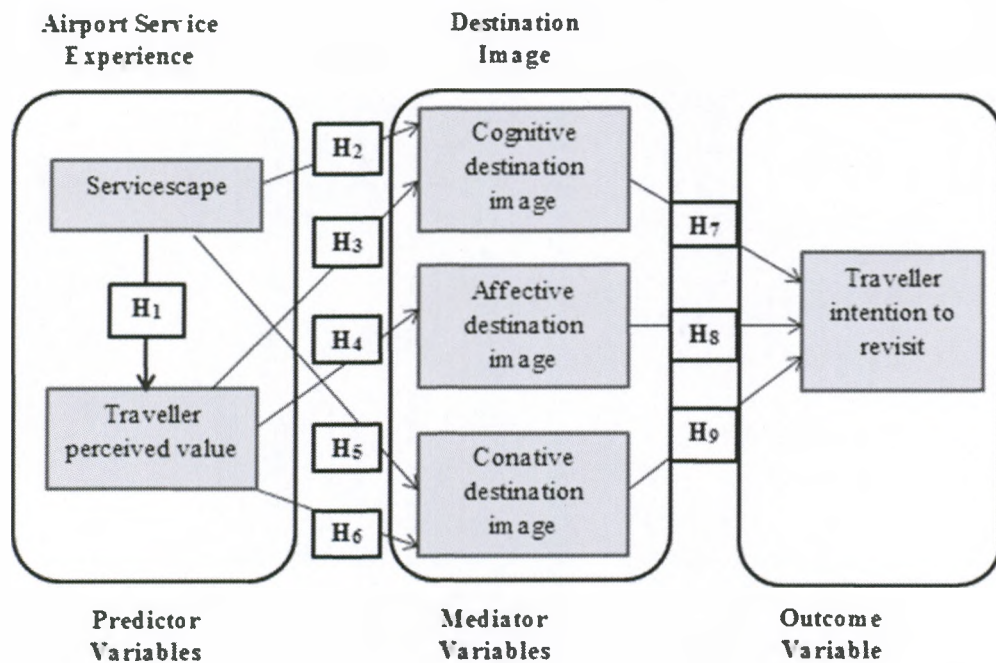 Airport Service
Experience
Destination
Image
Servicescape
H1
Traveller
perceived value
H2
H3
H4
H5
H6
Cognitive
destination
image
Affective
destination
image
Conative
destination
image
H7
H8
H9
Traveller
intention to
revisit
Predictor
Variables
Mediator
Variables
Outcome
Variable